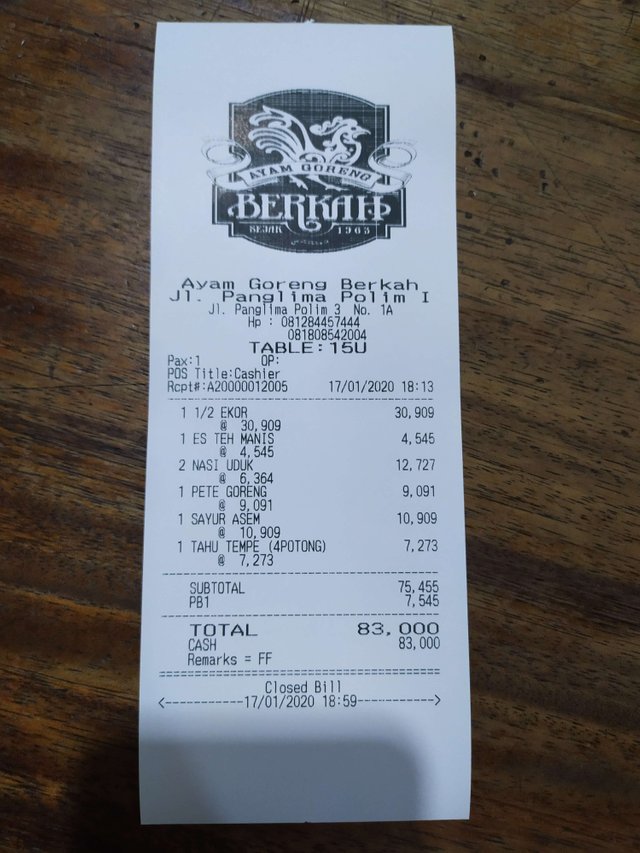 AYAM GORENG
BERKAH
SEJAK 1965
Ayam Goreng Berkah
Jl. Panglima Polim I
Jl. Panglima Polim 3 No. 1A
Hp : 081284457444
081808542004
TABLE: 15U
Pax:1 OP:
POS Title:Cashier
Rcpt#:A20000012005 17/01/2020 18:13
1 1/2 EKOR 30,909
@ 30,909
1 ES TEH MANIS 4,545
@ 4,545
2 NASI UDUK 12,727
@ 6,364
1 PETE GORENG 9,091
@ 9,091
1 SAYUR ASEM 10,909
@ 10,909
1 TAHU TEMPE (4POTONG) 7,273
@ 7,273
SUBTOTAL 75,455
PB1 7,545
TOTAL 83,000
CASH 83,000
Remarks = FF
Closed Bill
<-----------17/01/2020 18:59----------->